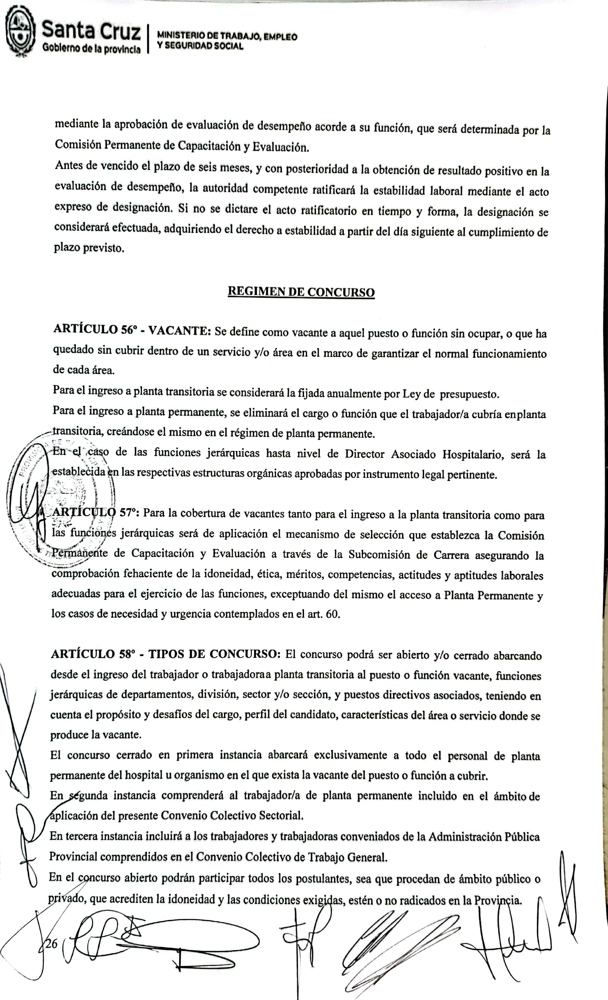 Santa Cruz
Gobierno de la provincia
MINISTERIO DE TRABAJO, EMPLEO
Y SEGURIDAD SOCIAL
mediante la aprobación de evaluación de desempeño acorde a su función, que será determinada por la
Comisión Permanente de Capacitación y Evaluación.
Antes de vencido el plazo de seis meses, y con posterioridad a la obtención de resultado positivo en la
evaluación de desempeño, la autoridad competente ratificará la estabilidad laboral mediante el acto
expreso de designación. Si no se dictare el acto ratificatorio en tiempo y forma, la designación se
considerará efectuada, adquiriendo el derecho a estabilidad a partir del día siguiente al cumplimiento de
plazo previsto.
REGIMEN DE CONCURSO
ARTÍCULO 56º - VACANTE: Se define como vacante a aquel puesto o función sin ocupar, o que ha
quedado sin cubrir dentro de un servicio y/o área en el marco de garantizar el normal funcionamiento
de cada área.
Para el ingreso a planta transitoria se considerará la fijada anualmente por Ley de presupuesto.
Para el ingreso a planta permanente, se eliminará el cargo o función que el trabajador/a cubría enplanta
transitoria, creándose el mismo en el régimen de planta permanente.
En el caso de las funciones jerárquicas hasta nivel de Director Asociado Hospitalario, será la
establecida en las respectivas estructuras orgánicas aprobadas por instrumento legal pertinente.
ARTÍCULO 57º: Para la cobertura de vacantes tanto para el ingreso a la planta transitoria como para
las funciones jerárquicas será de aplicación el mecanismo de selección que establezca la Comisión
Permanente de Capacitación y Evaluación a través de la Subcomisión de Carrera asegurando la
comprobación fehaciente de la idoneidad, ética, méritos, competencias, actitudes y aptitudes laborales
adecuadas para el ejercicio de las funciones, exceptuando del mismo el acceso a Planta Permanente y
los casos de necesidad y urgencia contemplados en el art. 60.
ARTÍCULO 58º - TIPOS DE CONCURSO: El concurso podrá ser abierto y/o cerrado abarcando
desde el ingreso del trabajador o trabajadoraa planta transitoria al puesto o función vacante, funciones
jerárquicas de departamentos, división, sector y/o sección, y puestos directivos asociados, teniendo en
cuenta el propósito y desafíos del cargo, perfil del candidato, características del área o servicio donde se
produce la vacante.
El concurso cerrado en primera instancia abarcará exclusivamente a todo el personal de planta
permanente del hospital u organismo en el que exista la vacante del puesto o función a cubrir.
En segunda instancia comprenderá al trabajador/a de planta permanente incluido en el ámbito de
aplicación del presente Convenio Colectivo Sectorial.
En tercera instancia incluirá a los trabajadores y trabajadoras conveniados de la Administración Pública
Provincial comprendidos en el Convenio Colectivo de Trabajo General.
En el concurso abierto podrán participar todos los postulantes, sea que procedan de ámbito público o
privado, que acrediten la idoneidad y las condiciones exigidas, estén o no radicados en la Provincia.
26